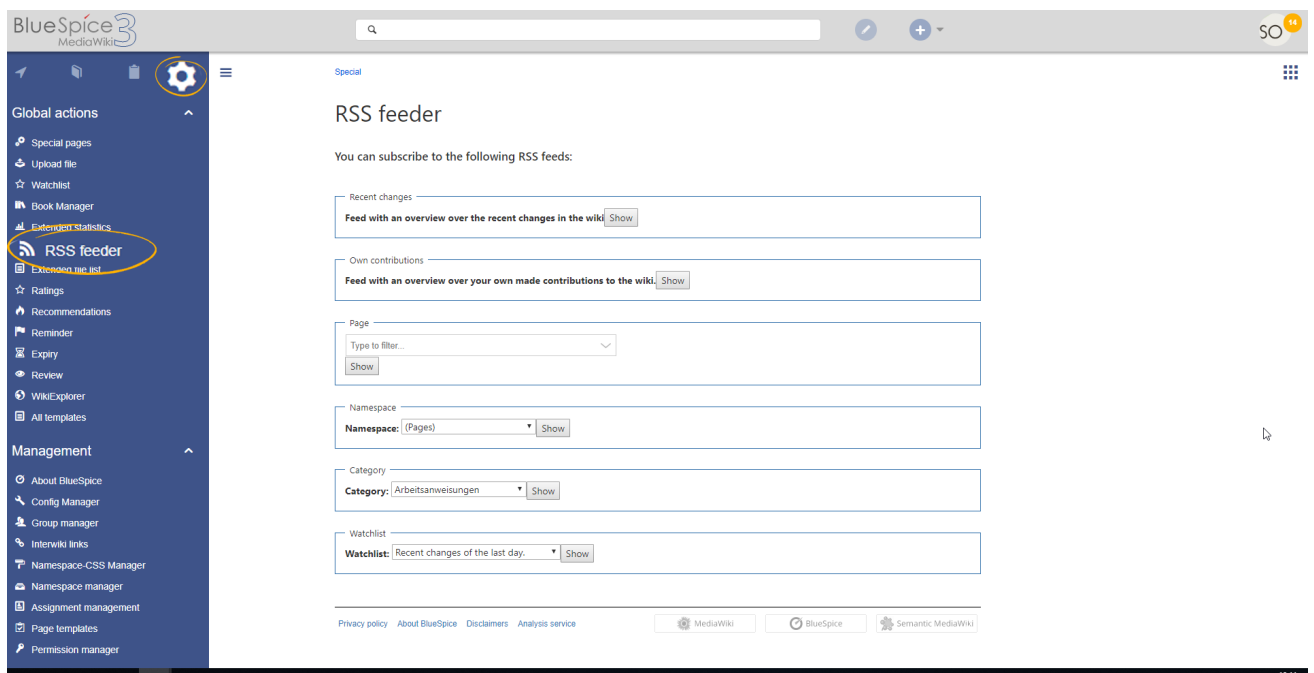 BlueSpice 3
MediaWiki
SO
14
Special
Global actions
Special pages
Upload file
Watchlist
Book Manager
Extended statistics
RSS feeder
Extended file list
Ratings
Recommendations
Reminder
Expiry
Review
WikiExplorer
All templates
Management
About BlueSpice
Config Manager
Group manager
Interwiki links
Namespace-CSS Manager
Namespace manager
Assignment management
Page templates
Permission manager
RSS feeder
You can subscribe to the following RSS feeds:
Recent changes
Feed with an overview over the recent changes in the wiki Show
Own contributions
Feed with an overview over your own made contributions to the wiki. Show
Page
Type to filter...
Show
Namespace
Namespace: (Pages) Show
Category
Category: Arbeitsanweisungen Show
Watchlist
Watchlist: Recent changes of the last day. Show
Privacy policy About BlueSpice Disclaimers Analysis service
MediaWiki
BlueSpice
Semantic MediaWiki